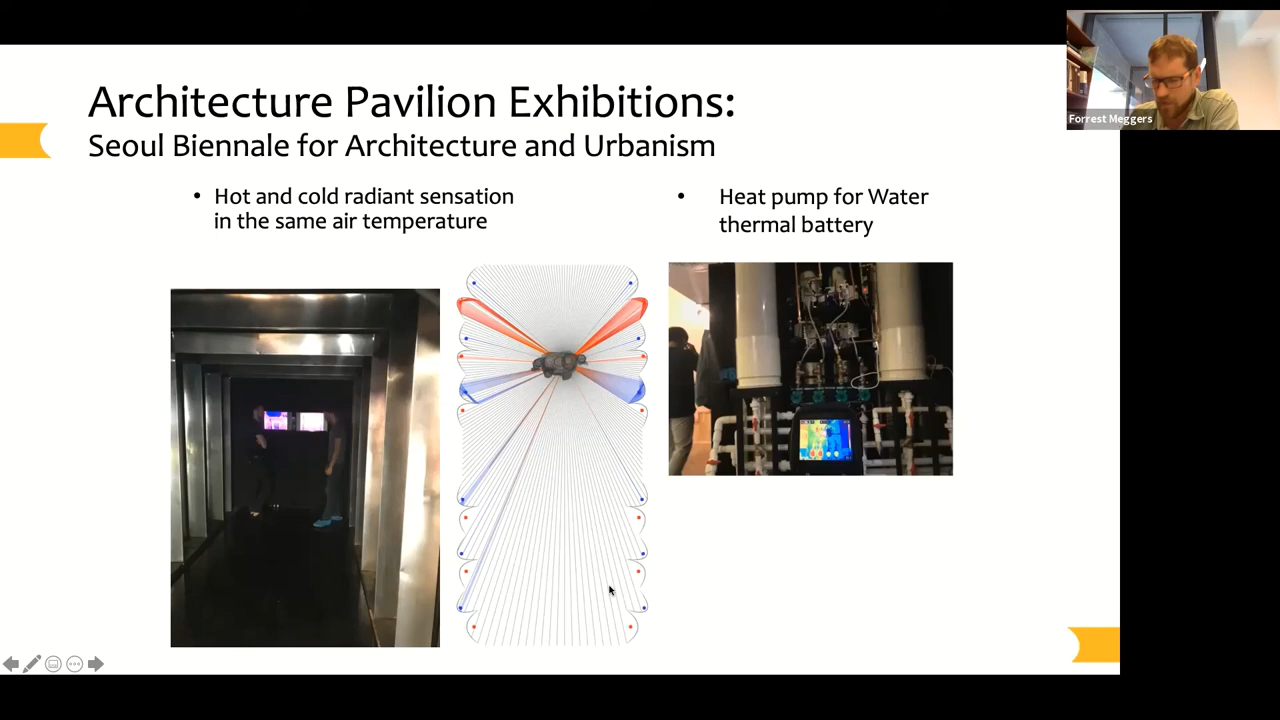 Architecture Pavilion Exhibitions:
Seoul Biennale for Architecture and Urbanism
• Hot and cold radiant sensation
in the same air temperature
• Heat pump for Water
thermal battery
Forrest Meggers